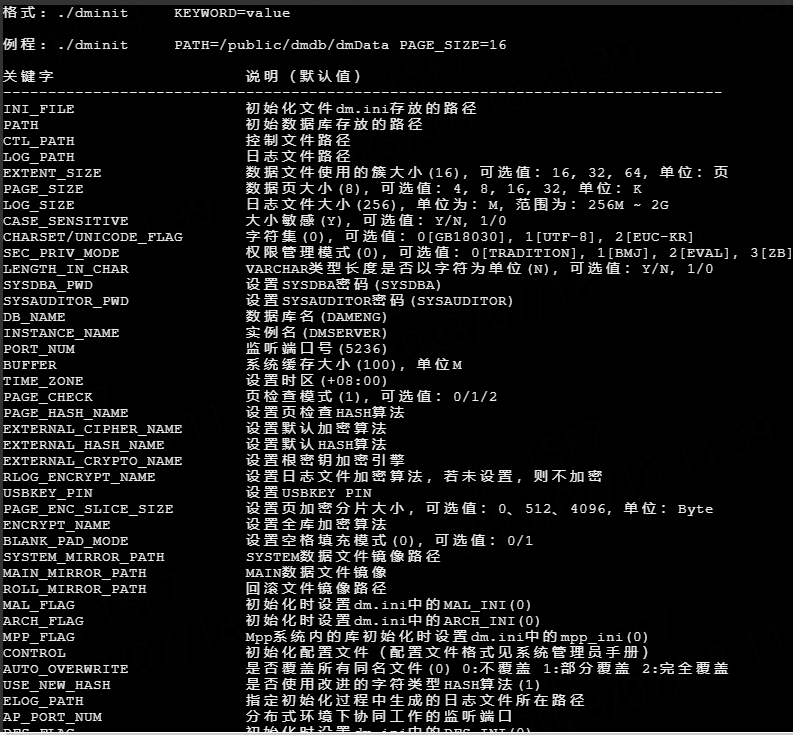 格式: ./dminit     KEYWORD=value
例程: ./dminit     PATH=/public/dmdb/dmData PAGE_SIZE=16
关键字                     说明 (默认值)
--------------------------------------------------------------------------------
INI_FILE                   初始化文件dm.ini存放的路径
PATH                       初始数据库存放的路径
CTL_PATH                   控制文件路径
LOG_PATH                   日志文件路径
EXTENT_SIZE                数据文件使用的簇大小(16), 可选值: 16, 32, 64, 单位: 页
PAGE_SIZE                  数据页大小(8), 可选值: 4, 8, 16, 32, 单位: K
LOG_SIZE                   日志文件大小(256), 单位为: M, 范围为: 256M ~ 2G
CASE_SENSITIVE             大小敏感(Y), 可选值: Y/N, 1/0
CHARSET/UNICODE_FLAG       字符集(0), 可选值: 0[GB18030], 1[UTF-8], 2[EUC-KR]
SEC_PRIV_MODE              权限管理模式(0), 可选值: 0[TRADITION], 1[BMJ], 2[EVAL], 3[ZB]
LENGTH_IN_CHAR             VARCHAR类型长度是否以字符为单位(N), 可选值: Y/N, 1/0
SYSDBA_PWD                 设置SYSDBA密码(SYSDBA)
SYSAUDITOR_PWD             设置SYSAUDITOR密码(SYSAUDITOR)
DB_NAME                    数据库名(DAMENG)
INSTANCE_NAME              实例名(DMSERVER)
PORT_NUM                   监听端口号(5236)
BUFFER                     系统缓存大小(100), 单位M
TIME_ZONE                  设置时区(+08:00)
PAGE_CHECK                 页检查模式(1), 可选值: 0/1/2
PAGE_HASH_NAME             设置页检查HASH算法
EXTERNAL_CIPHER_NAME       设置默认加密算法
EXTERNAL_HASH_NAME         设置默认HASH算法
EXTERNAL_CRYPTO_NAME       设置根密钥加密引擎
RLOG_ENCRYPT_NAME          设置日志文件加密算法, 若未设置, 则不加密
USBKEY_PIN                 设置USBKEY PIN
PAGE_ENC_SLICE_SIZE        设置页加密分片大小, 可选值: 0、512、4096, 单位: Byte
ENCRYPT_NAME               设置全库加密算法
BLANK_PAD_MODE             设置空格填充模式(0), 可选值: 0/1
SYSTEM_MIRROR_PATH         SYSTEM数据文件镜像路径
MAIN_MIRROR_PATH           MAIN数据文件镜像
ROLL_MIRROR_PATH           回滚文件镜像路径
MAL_FLAG                   初始化时设置dm.ini中的MAL_INI(0)
ARCH_FLAG                  初始化时设置dm.ini中的ARCH_INI(0)
MPP_FLAG                   Mpp系统内的库初始化时设置dm.ini中的mpp_ini(0)
CONTROL                    初始化配置文件 (配置文件格式见系统管理员手册)
AUTO_OVERWRITE             是否覆盖所有同名文件(0) 0:不覆盖 1:部分覆盖 2:完全覆盖
USE_NEW_HASH               是否使用改进的字符类型HASH算法(1)
ELOG_PATH                  指定初始化过程中生成的日志文件所在路径
AP_PORT_NUM                分布式环境下协同工作的监听端口
DFS_FLAG                   初始化时设置dm.ini中的DFS_INI(0)